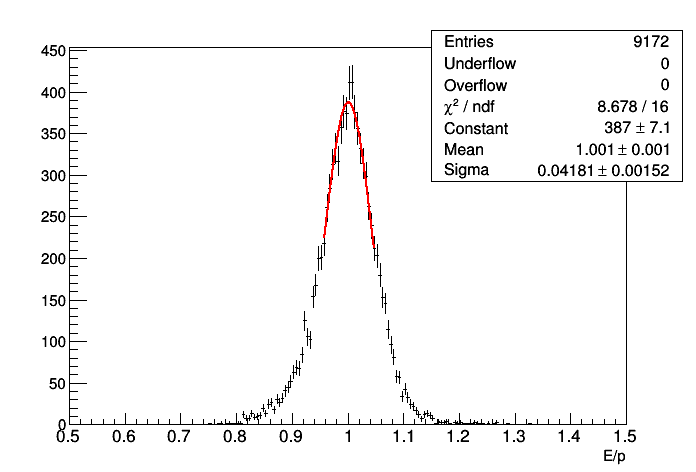 Entries 9172
Underflow 0
Overflow 0
χ² / ndf 8.678 / 16
Constant 387 ± 7.1
Mean 1.001 ± 0.001
Sigma 0.04181 ± 0.00152
450
400
350
300
250
200
150
100
50
0
0.5 0.6 0.7 0.8 0.9 1 1.1 1.2 1.3 1.4 1.5
E/p